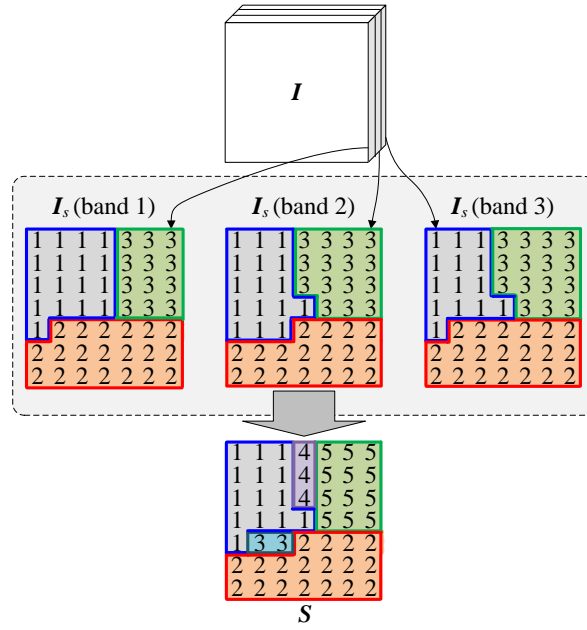 I
I_s (band 1) I_s (band 2) I_s (band 3)
1 1 1 1 3 3 3 1 1 1 3 3 3 3 1 1 1 3 3 3 3
1 1 1 1 3 3 3 1 1 1 3 3 3 3 1 1 1 3 3 3 3
1 1 1 1 3 3 3 1 1 1 3 3 3 3 1 1 1 3 3 3 3
1 1 1 1 3 3 3 1 1 1 1 3 3 3 1 1 1 1 3 3 3
1 2 2 2 2 2 2 1 1 1 2 2 2 2 1 2 2 2 2 2 2
2 2 2 2 2 2 2 2 2 2 2 2 2 2 2 2 2 2 2 2 2
2 2 2 2 2 2 2 2 2 2 2 2 2 2 2 2 2 2 2 2 2
1 1 1 4 5 5 5
1 1 1 4 5 5 5
1 1 1 4 5 5 5
1 1 1 1 5 5 5
1 3 3 2 2 2 2
2 2 2 2 2 2 2
2 2 2 2 2 2 2
S